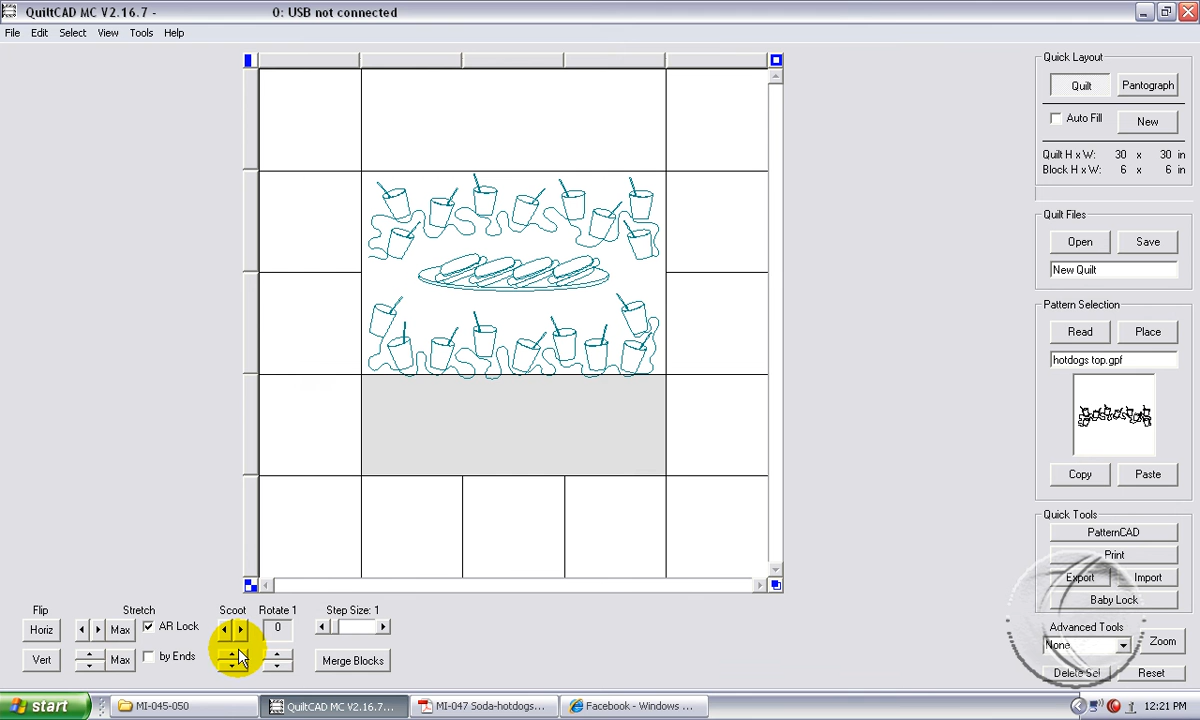 QuiltCAD MC V2.16.7 - 0: USB not connected
File Edit Select View Tools Help
Quick Layout
Quilt Pantograph
Auto Fill New
Quilt H x W: 30 x 30 in
Block H x W: 6 x 6 in
Quilt Files
Open Save
New Quilt
Pattern Selection
Read Place
hotdogs top.gpf
Copy Paste
Quick Tools
PatternCAD
Print
Export Import
Baby Lock
Advanced Tools
None Zoom
Delete Sel Reset
Flip Stretch Scoot Rotate 1 Step Size: 1
Horiz Max AR Lock 0
Vert Max by Ends Merge Blocks
start MI-045-050 QuiltCAD MC V2.16.7... MI-047 Soda-hotdogs... Facebook - Windows ... 12:21 PM